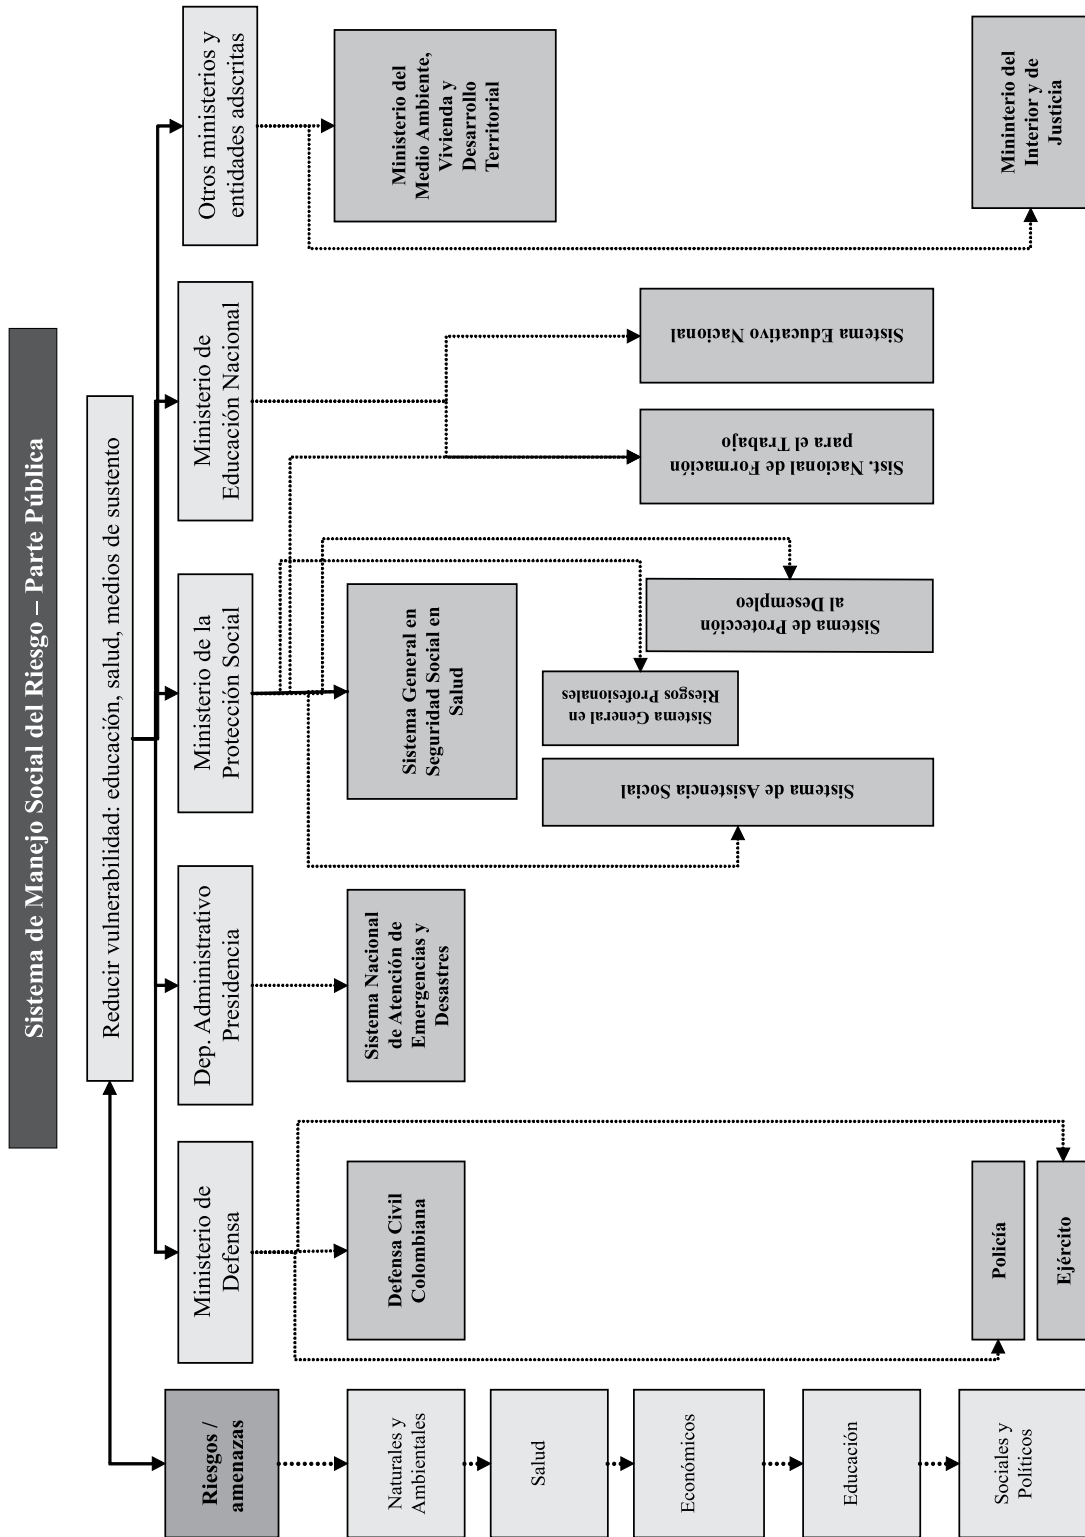 Sistema de Manejo Social del Riesgo – Parte Pública
Reducir vulnerabilidad: educación, salud, medios de sustento
Riesgos /
amenazas
Ministerio de
Defensa
Dep. Administrativo
Presidencia
Ministerio de la
Protección Social
Ministerio de
Educación Nacional
Otros ministerios y
entidades adscritas
Naturales y
Ambientales
Defensa Civil
Colombiana
Sistema Nacional
de Atención de
Emergencias y
Desastres
Sistema General en
Seguridad Social en
Salud
Ministerio del
Medio Ambiente,
Vivienda y
Desarrollo
Territorial
Salud
Económicos
Educación
Sistema de Asistencia Social
Sistema General en
Riesgos Profesionales
Sistema de Protección
al Desempleo
Sist. Nacional de Formación
para el Trabajo
Sistema Educativo Nacional
Sociales y
Políticos
Policía
Ejército
Mininterio del
Interior y de
Justicia